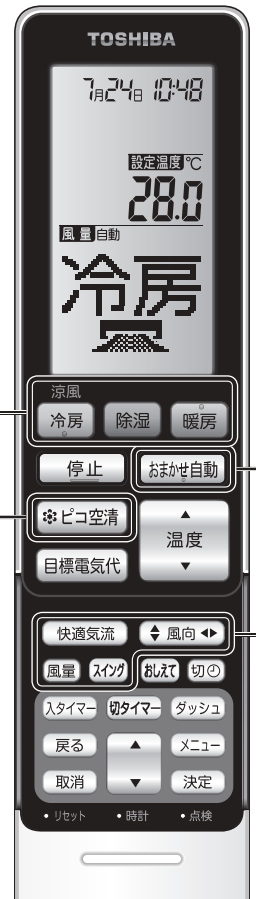 TOSHIBA
7月24日 10:48
設定温度℃
28.0
風量 自動
冷房
涼風
冷房 除湿 暖房
停止 おまかせ自動
ピコ空清 ▲
温度
目標電気代 ▼
快適気流 風向
風量 スイング おしえて 切
入タイマー 切タイマー ダッシュ
戻る ▲ メニュー
取消 ▼ 決定
• リセット • 時計 • 点検